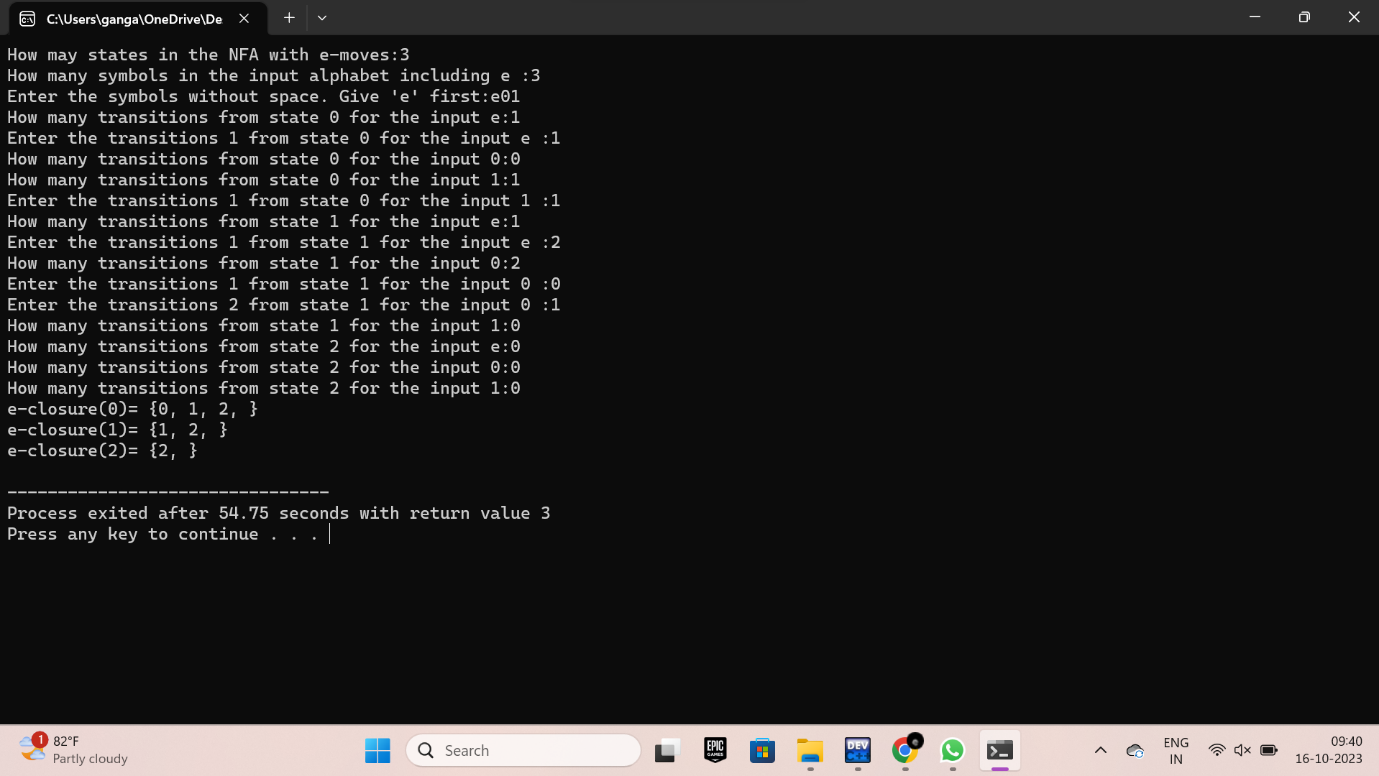 C:\Users\ganga\OneDrive\De
How may states in the NFA with e-moves:3
How many symbols in the input alphabet including e :3
Enter the symbols without space. Give 'e' first:e01
How many transitions from state 0 for the input e:1
Enter the transitions 1 from state 0 for the input e :1
How many transitions from state 0 for the input 0:0
How many transitions from state 0 for the input 1:1
Enter the transitions 1 from state 0 for the input 1 :1
How many transitions from state 1 for the input e:1
Enter the transitions 1 from state 1 for the input e :2
How many transitions from state 1 for the input 0:2
Enter the transitions 1 from state 1 for the input 0 :0
Enter the transitions 2 from state 1 for the input 0 :1
How many transitions from state 1 for the input 1:0
How many transitions from state 2 for the input e:0
How many transitions from state 2 for the input 0:0
How many transitions from state 2 for the input 1:0
e-closure(0)= {0, 1, 2, }
e-closure(1)= {1, 2, }
e-closure(2)= {2, }
--------------------------------
Process exited after 54.75 seconds with return value 3
Press any key to continue . . .
1
82°F
Partly cloudy
Search
EPIC
GAMES
DEV
ENG
IN
09:40
16-10-2023